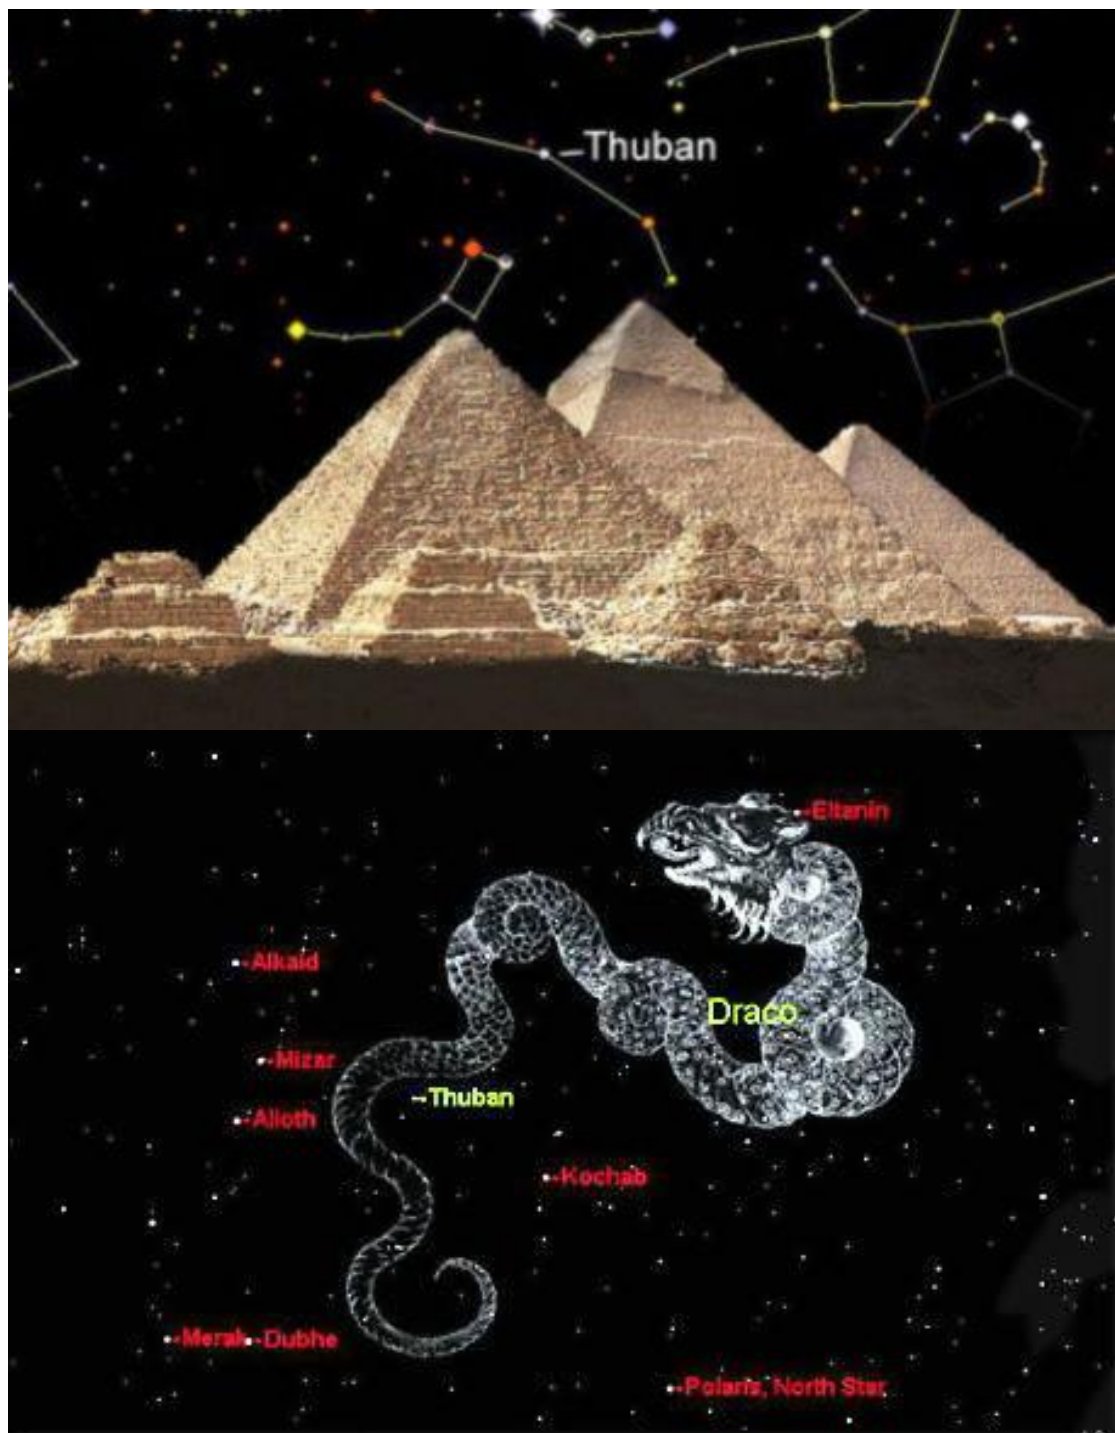 Thuban
Eltanin
Alkaid
Draco
Mizar
Thuban
Alioth
Kochab
Merak
Dubhe
Polaris, North Star